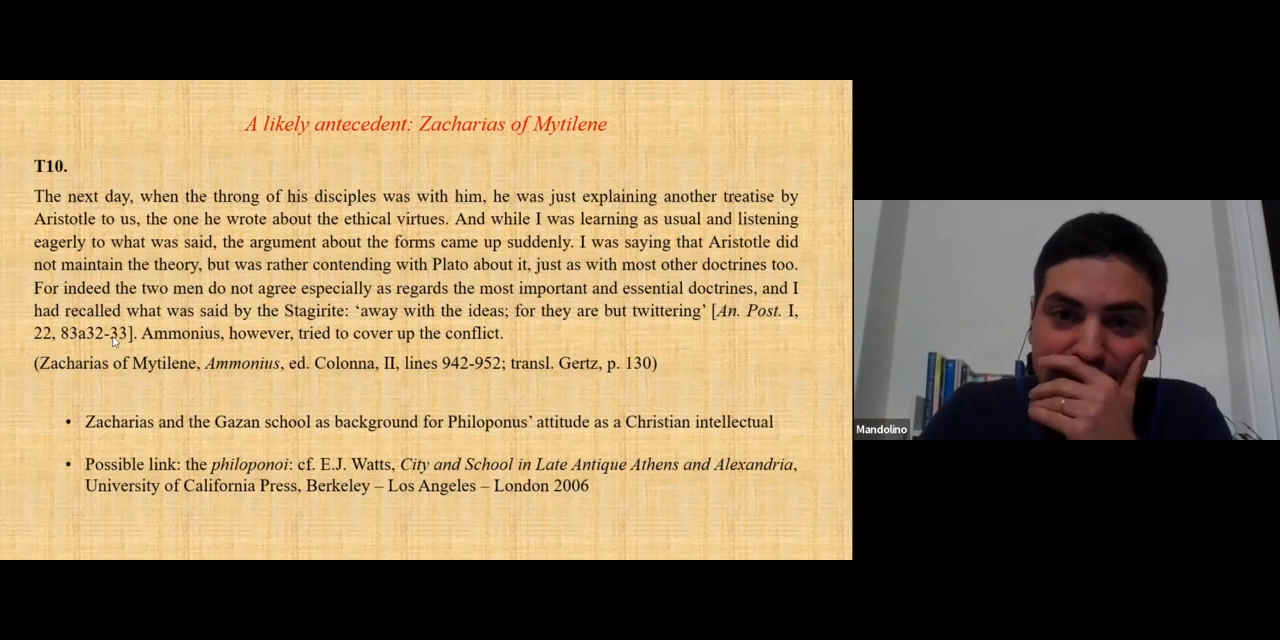 A likely antecedent: Zacharias of Mytilene
T10.
The next day, when the throng of his disciples was with him, he was just explaining another treatise by
Aristotle to us, the one he wrote about the ethical virtues. And while I was learning as usual and listening
eagerly to what was said, the argument about the forms came up suddenly. I was saying that Aristotle did
not maintain the theory, but was rather contending with Plato about it, just as with most other doctrines too.
For indeed the two men do not agree especially as regards the most important and essential doctrines, and I
had recalled what was said by the Stagirite: ‘away with the ideas; for they are but twittering’ [An. Post. I,
22, 83a32-33]. Ammonius, however, tried to cover up the conflict.
(Zacharias of Mytilene, Ammonius, ed. Colonna, II, lines 942-952; transl. Gertz, p. 130)
• Zacharias and the Gazan school as background for Philoponus’ attitude as a Christian intellectual
• Possible link: the philoponoi: cf. E.J. Watts, City and School in Late Antique Athens and Alexandria,
University of California Press, Berkeley – Los Angeles – London 2006
Mandolino